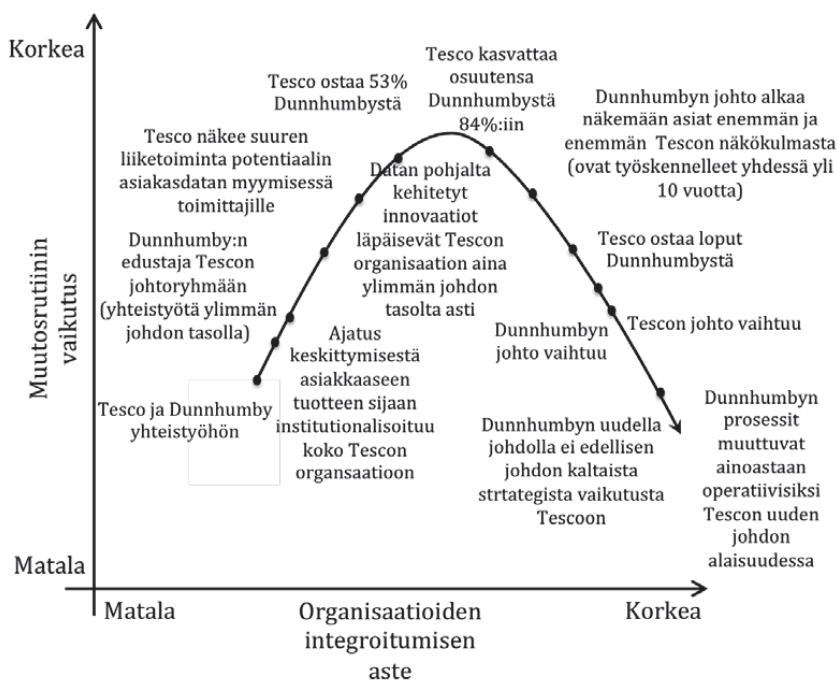 Korkea
Muutosrutiinin
vaikutus
Matala
Tesco ja Dunnhumby
yhteistyöhön
Dunnhumby:n
edustaja Tescon
johtoryhmään
(yhteistyötä ylimmän
johdon tasolla)
Ajatus
keskittymisestä
asiakkaaseen
tuotteen sijaan
institutionalisoituu
koko Tescon
organsaatioon
Tesco näkee suuren
liiketoiminta potentiaalin
asiakasdatan myymisessä
toimittajille
Datan pohjalta
kehitetyt
innovaatiot
läpäisevät Tescon
organisaation aina
ylimmän johdon
tasolta asti
Tesco ostaa 53%
Dunnhumbystä
Tesco kasvattaa
osuutensa
Dunnhumbystä
84%:iin
Dunnhumbyn johto alkaa
näkemään asiat enemmän ja
enemmän Tescon näkökulmasta
(ovat työskennelleet yhdessä yli
10 vuotta)
Tesco ostaa loput
Dunnhumbystä
Dunnhumbyn
johto vaihtuu
Tescon johto vaihtuu
Dunnhumbyn uudella
johdolla ei edellisen
johdon kaltaista
strtategista vaikutusta
Tescoon
Dunnhumbyn
prosessit
muuttuvat
ainoastaan
operatiivisiksi
Tescon uuden
johdon
alaisuudessa
Matala
Organisaatioiden
integroitumisen
aste
Korkea